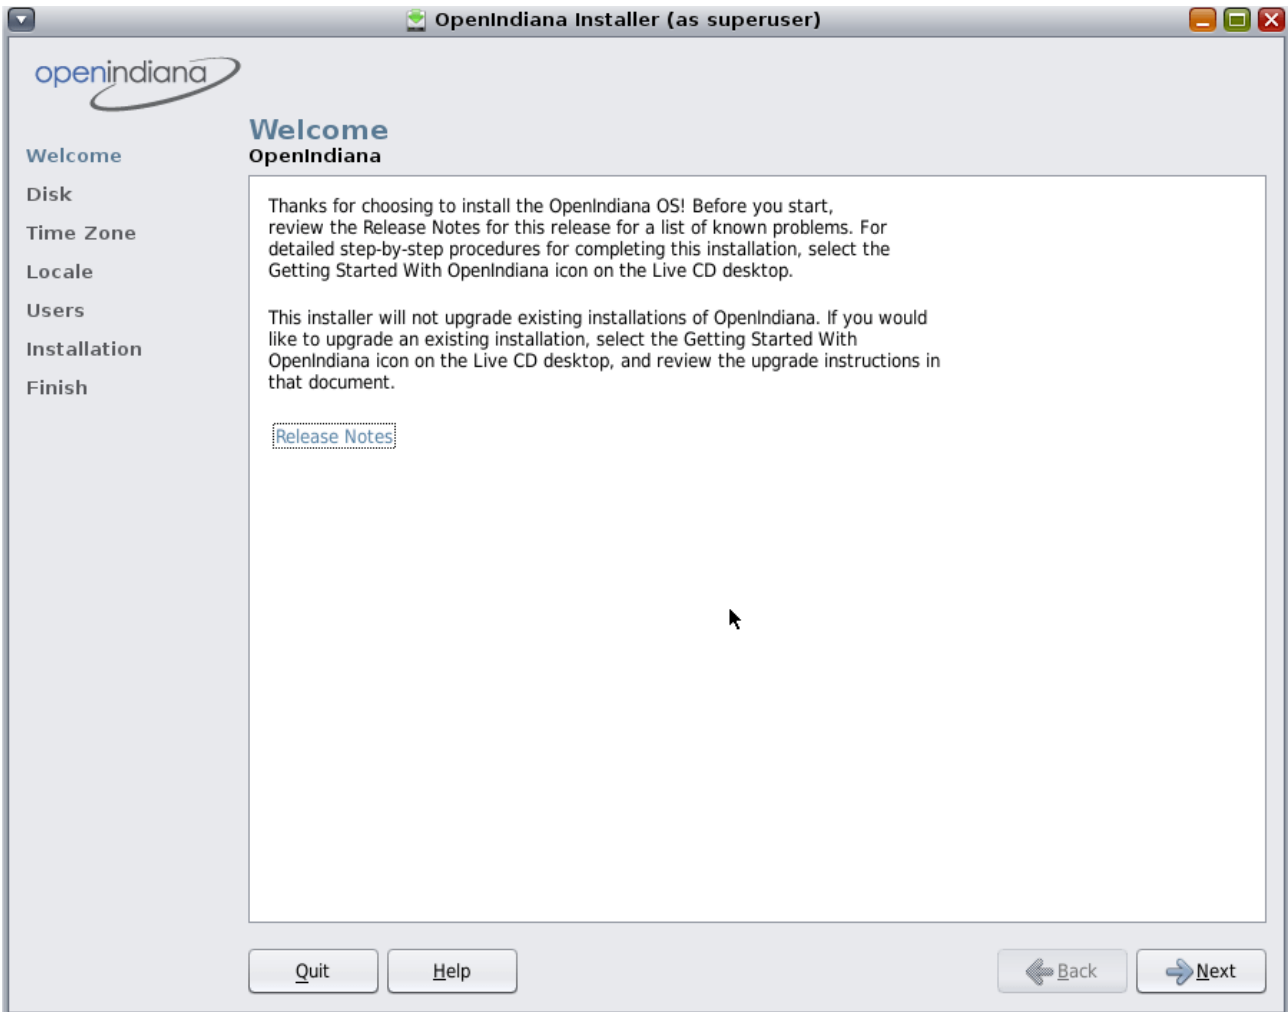 OpenIndiana Installer (as superuser)
openindiana
Welcome
Disk
Time Zone
Locale
Users
Installation
Finish
Welcome
OpenIndiana
Thanks for choosing to install the OpenIndiana OS! Before you start,
review the Release Notes for this release for a list of known problems. For
detailed step-by-step procedures for completing this installation, select the
Getting Started With OpenIndiana icon on the Live CD desktop.
This installer will not upgrade existing installations of OpenIndiana. If you would
like to upgrade an existing installation, select the Getting Started With
OpenIndiana icon on the Live CD desktop, and review the upgrade instructions in
that document.
Release Notes
Quit
Help
Back
Next